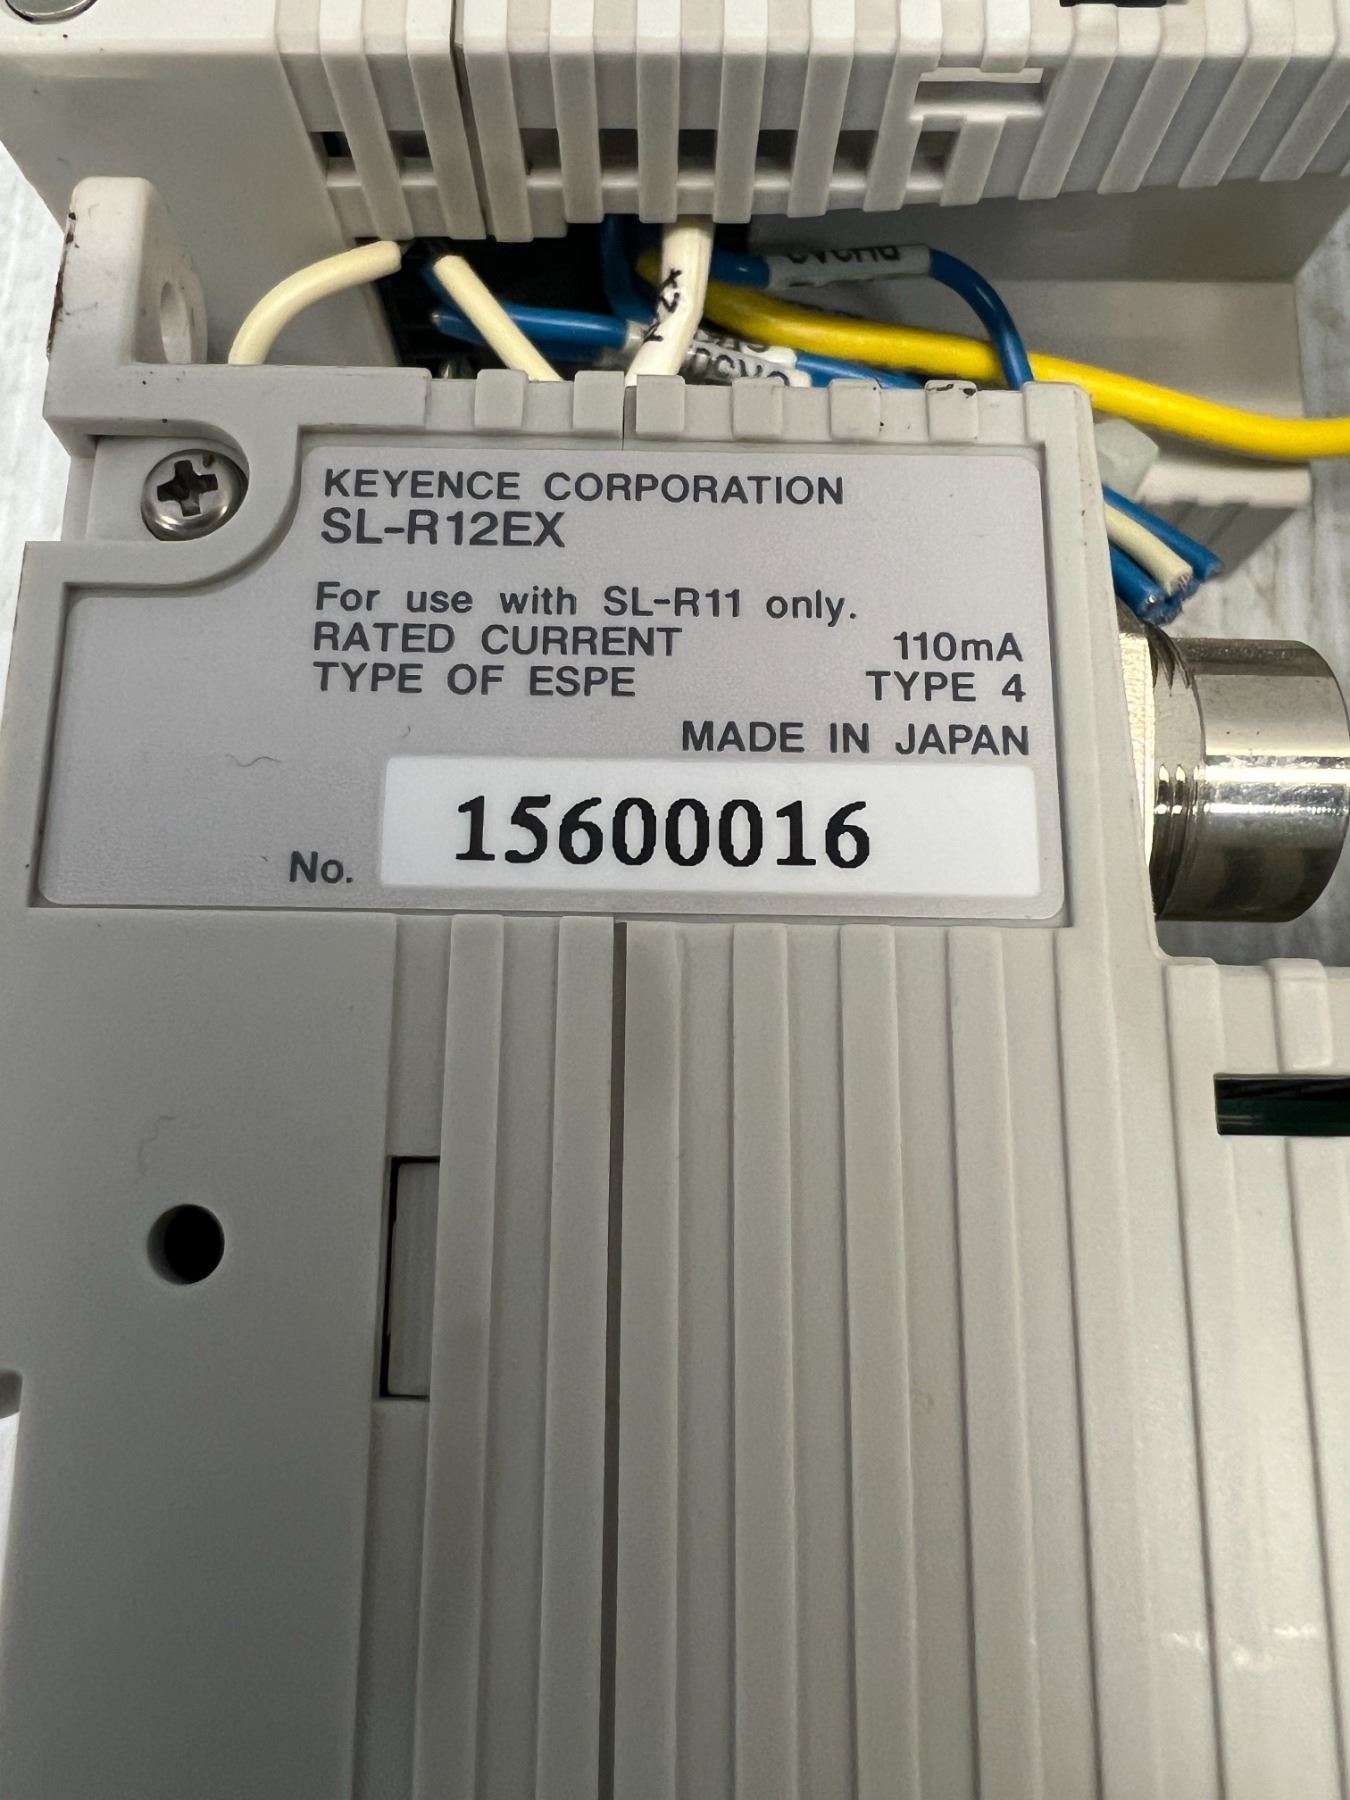 KEYENCE CORPORATION
SL-R12EX
For use with SL-R11 only.
RATED CURRENT 110mA
TYPE OF ESPE TYPE 4
MADE IN JAPAN
No. 15600016